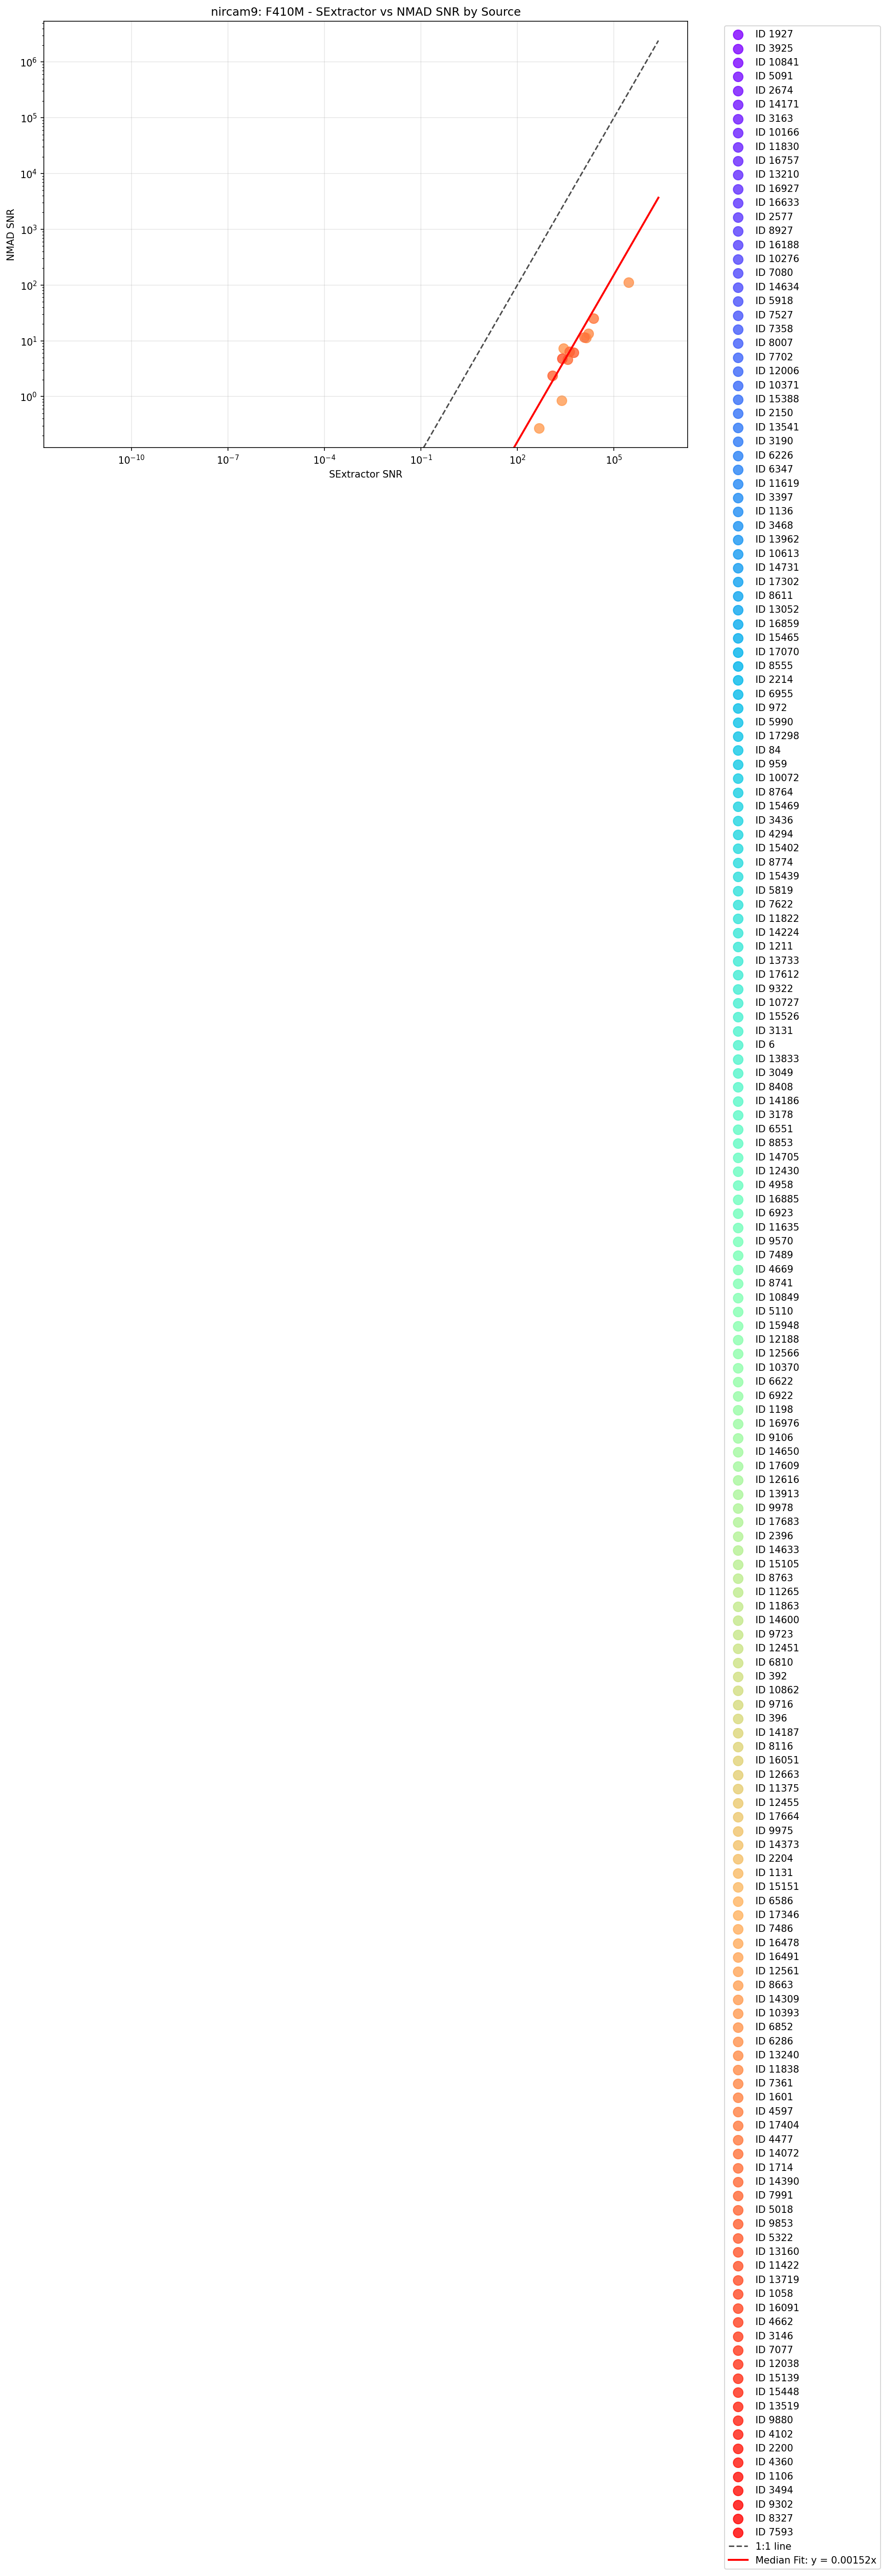 nircam9: F410M - SExtractor vs NMAD SNR by Source
NMAD SNR
10⁶
10⁵
10⁴
10³
10²
10¹
10⁰
10⁻¹⁰
10⁻⁷
10⁻⁴
10⁻¹
10²
10⁵
SExtractor SNR
ID 1927
ID 3925
ID 10841
ID 5091
ID 2674
ID 14171
ID 3163
ID 10166
ID 11830
ID 16757
ID 13210
ID 16927
ID 16633
ID 2577
ID 8927
ID 16188
ID 10276
ID 7080
ID 14634
ID 5918
ID 7527
ID 7358
ID 8007
ID 7702
ID 12006
ID 10371
ID 15388
ID 2150
ID 13541
ID 3190
ID 6226
ID 6347
ID 11619
ID 3397
ID 1136
ID 3468
ID 13962
ID 10613
ID 14731
ID 17302
ID 8611
ID 13052
ID 16859
ID 15465
ID 17070
ID 8555
ID 2214
ID 6955
ID 972
ID 5990
ID 17298
ID 84
ID 959
ID 10072
ID 8764
ID 15469
ID 3436
ID 4294
ID 15402
ID 8774
ID 15439
ID 5819
ID 7622
ID 11822
ID 14224
ID 1211
ID 13733
ID 17612
ID 9322
ID 10727
ID 15526
ID 3131
ID 6
ID 13833
ID 3049
ID 8408
ID 14186
ID 3178
ID 6551
ID 8853
ID 14705
ID 12430
ID 4958
ID 16885
ID 6923
ID 11635
ID 9570
ID 7489
ID 4669
ID 8741
ID 10849
ID 5110
ID 15948
ID 12188
ID 12566
ID 10370
ID 6622
ID 6922
ID 1198
ID 16976
ID 9106
ID 14650
ID 17609
ID 12616
ID 13913
ID 9978
ID 17683
ID 2396
ID 14633
ID 15105
ID 8763
ID 11265
ID 11863
ID 14600
ID 9723
ID 12451
ID 6810
ID 392
ID 10862
ID 9716
ID 396
ID 14187
ID 8116
ID 16051
ID 12663
ID 11375
ID 12455
ID 17664
ID 9975
ID 14373
ID 2204
ID 1131
ID 15151
ID 6586
ID 17346
ID 7486
ID 16478
ID 16491
ID 12561
ID 8663
ID 14309
ID 10393
ID 6852
ID 6286
ID 13240
ID 11838
ID 7361
ID 1601
ID 4597
ID 17404
ID 4477
ID 14072
ID 1714
ID 14390
ID 7991
ID 5018
ID 9853
ID 5322
ID 13160
ID 11422
ID 13719
ID 1058
ID 16091
ID 4662
ID 3146
ID 7077
ID 12038
ID 15139
ID 15448
ID 13519
ID 9880
ID 4102
ID 2200
ID 4360
ID 1106
ID 3494
ID 9302
ID 8327
ID 7593
1:1 line
Median Fit: y = 0.00152x